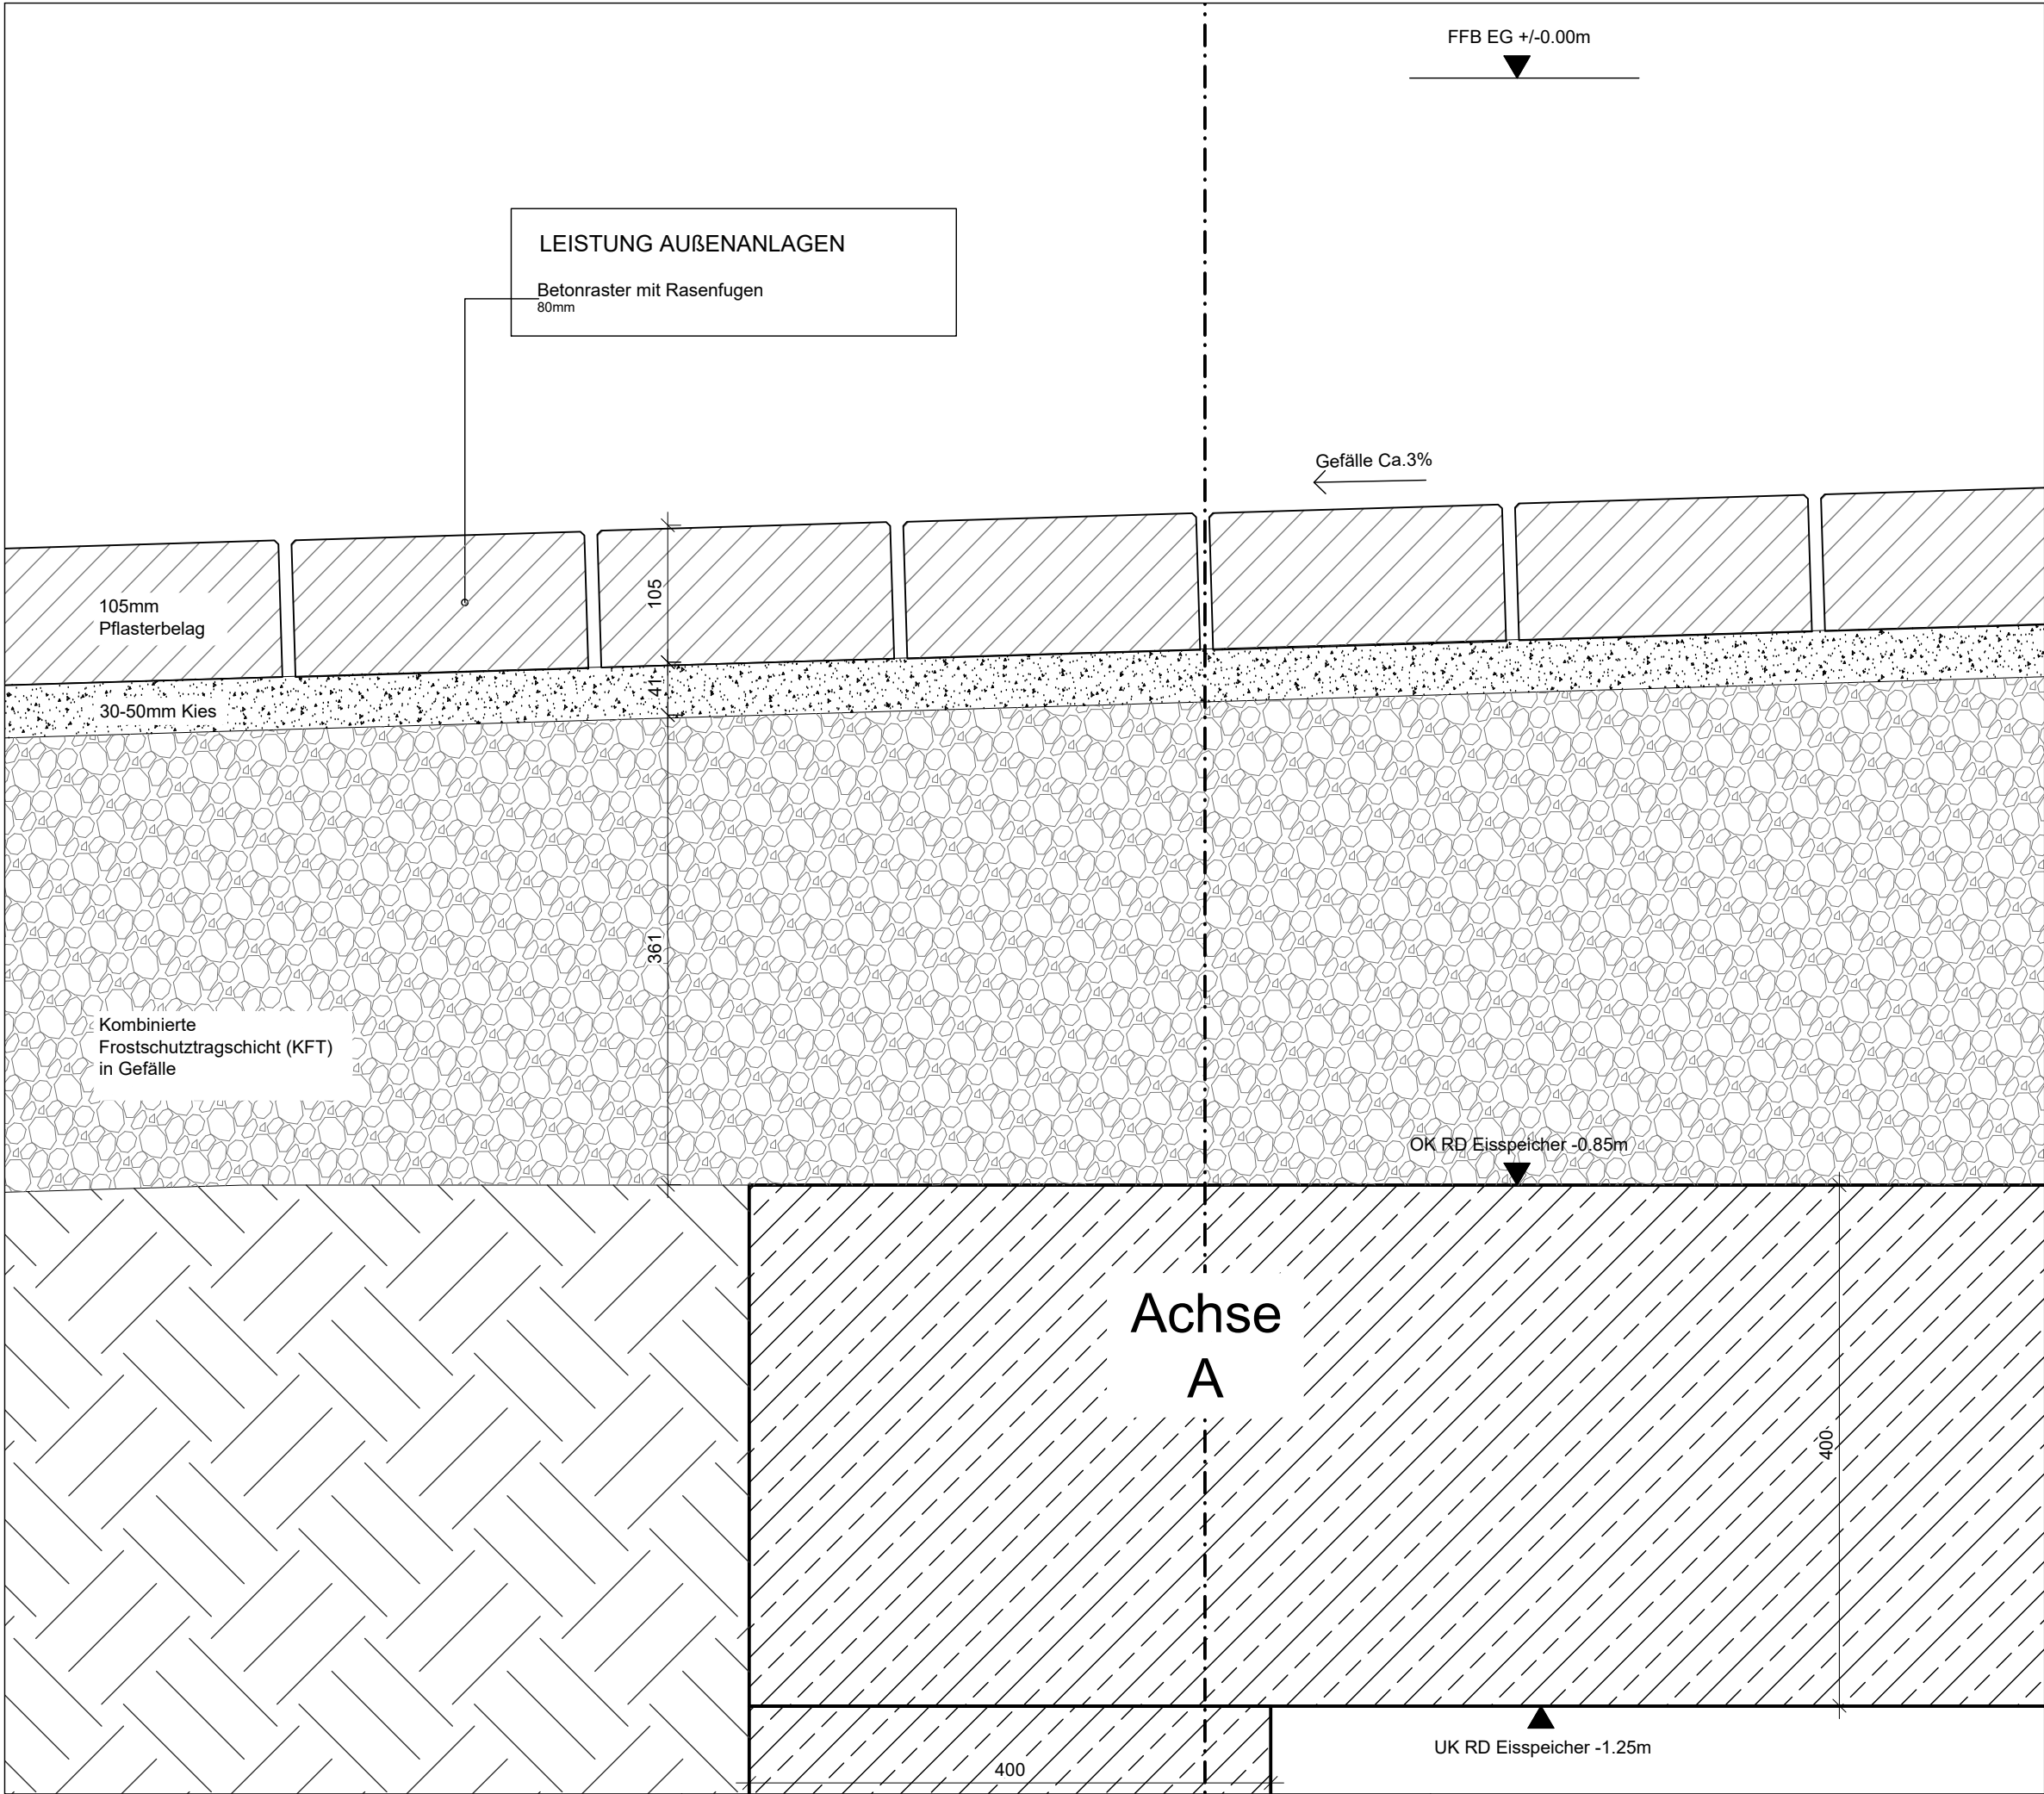 FFB EG +/-0.00m
LEISTUNG AUßENANLAGEN
Betonraster mit Rasenfugen
80mm
Gefälle Ca.3%
105
105mm
Pflasterbelag
41
30-50mm Kies
361
Kombinierte
Frostschutztragschicht (KFT)
in Gefälle
OK RD Eisspeicher -0.85m
Achse
A
400
UK RD Eisspeicher -1.25m
400